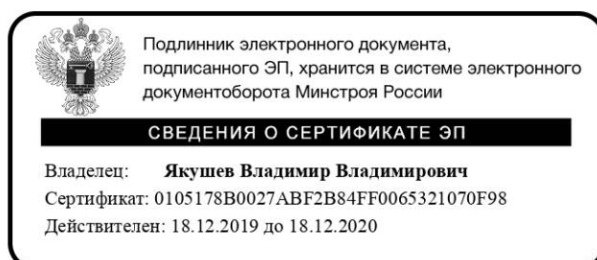 Подлинник электронного документа,
подписанного ЭП, хранится в системе электронного
документоборота Минстроя России
СВЕДЕНИЯ О СЕРТИФИКАТЕ ЭП
Владелец: Якушев Владимир Владимирович
Сертификат: 0105178B0027ABF2B84FF0065321070F98
Действителен: 18.12.2019 до 18.12.2020